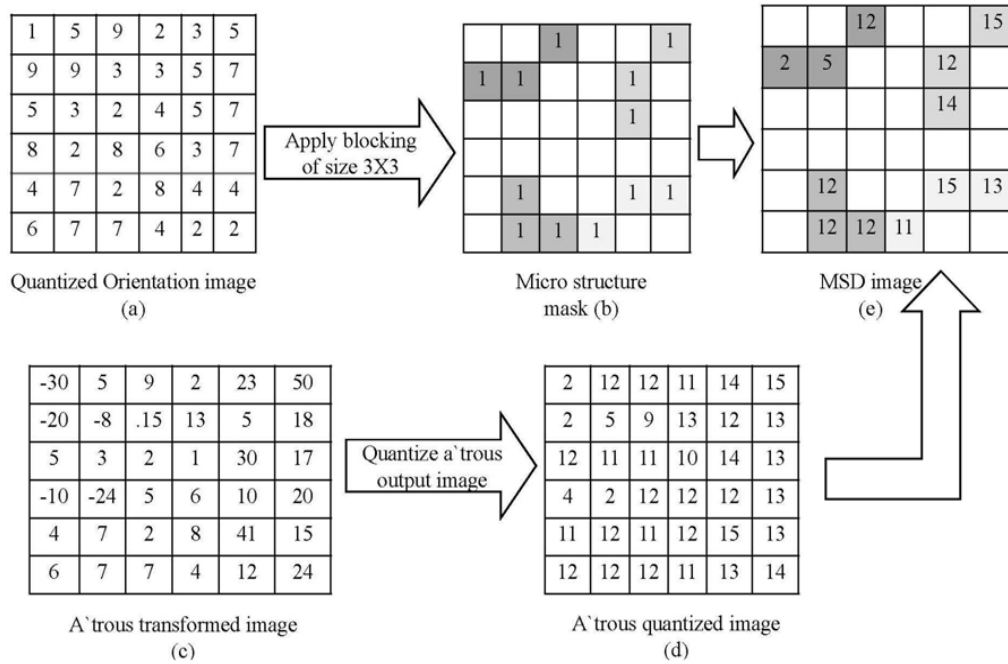 1 5 9 2 3 5
9 9 3 3 5 7
5 3 2 4 5 7
8 2 8 6 3 7
4 7 2 8 4 4
6 7 7 4 2 2
Quantized Orientation image
(a)
Apply blocking
of size 3X3
1 1
1 1 1
1
1 1 1
1 1 1
Micro structure
mask (b)
12 15
2 5 12
14
12 15 13
12 12 11
MSD image
(e)
-30 5 9 2 23 50
-20 -8 .15 13 5 18
5 3 2 1 30 17
-10 -24 5 6 10 20
4 7 2 8 41 15
6 7 7 4 12 24
A`trous transformed image
(c)
Quantize a`trous
output image
2 12 12 11 14 15
2 5 9 13 12 13
12 11 11 10 14 13
4 2 12 12 12 13
11 12 11 12 15 13
12 12 12 11 13 14
A`trous quantized image
(d)